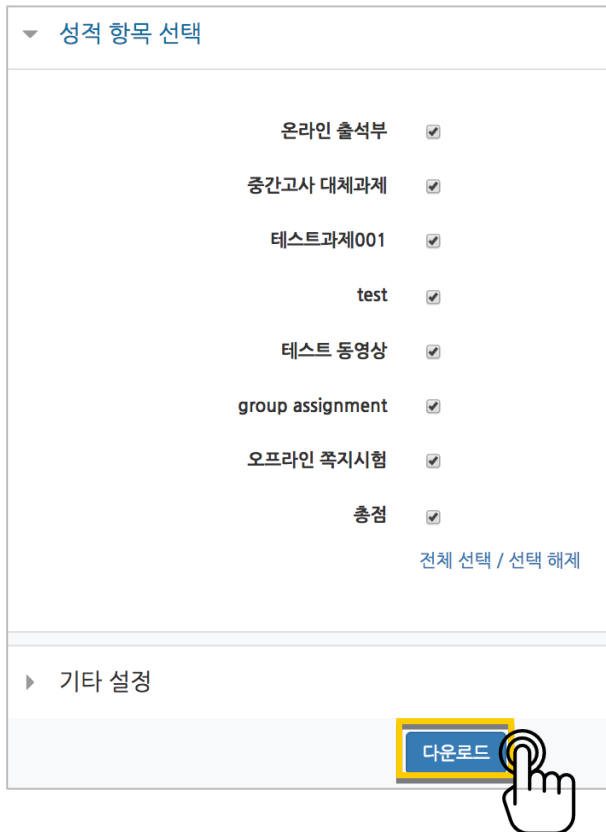 성적 항목 선택
온라인 출석부
중간고사 대체과제
테스트과제001
test
테스트 동영상
group assignment
오프라인 쪽지시험
총점
전체 선택 / 선택 해제
기타 설정
다운로드